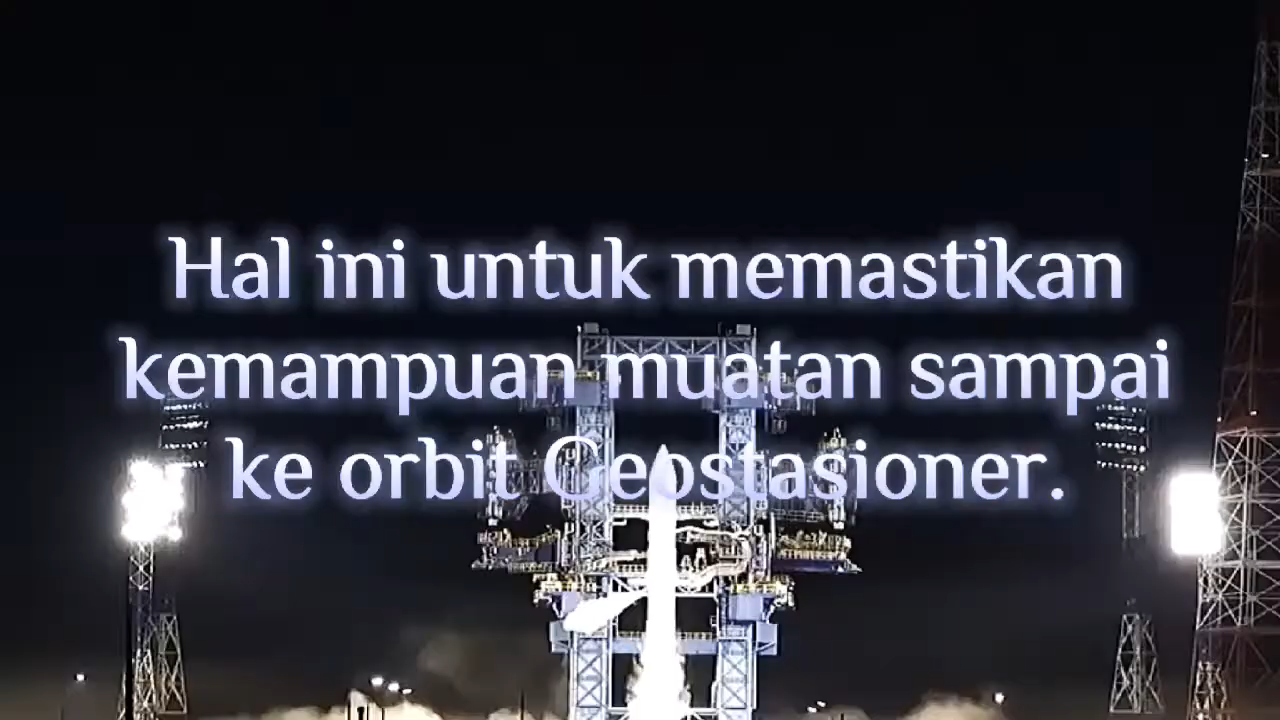 Hal ini untuk memastikan
kemampuan muatan sampai
ke orbit Geostasioner.